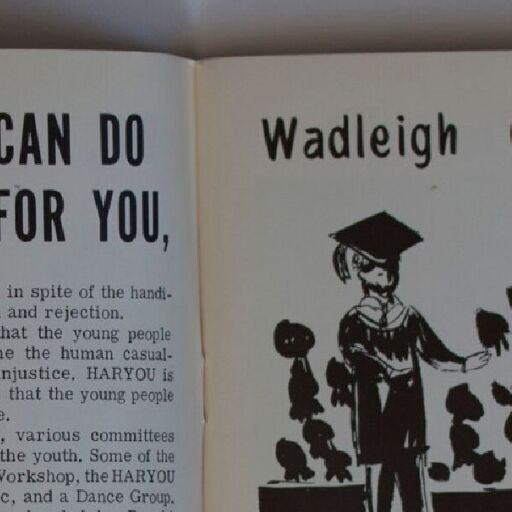 CAN DO
FOR YOU,
in spite of the handi-
and rejection.
that the young people
the human casual-
injustice, HARYOU is
that the young people
, various committees
the youth. Some of the
Workshop, the HARYOU
c, and a Dance Group.
Wadleigh